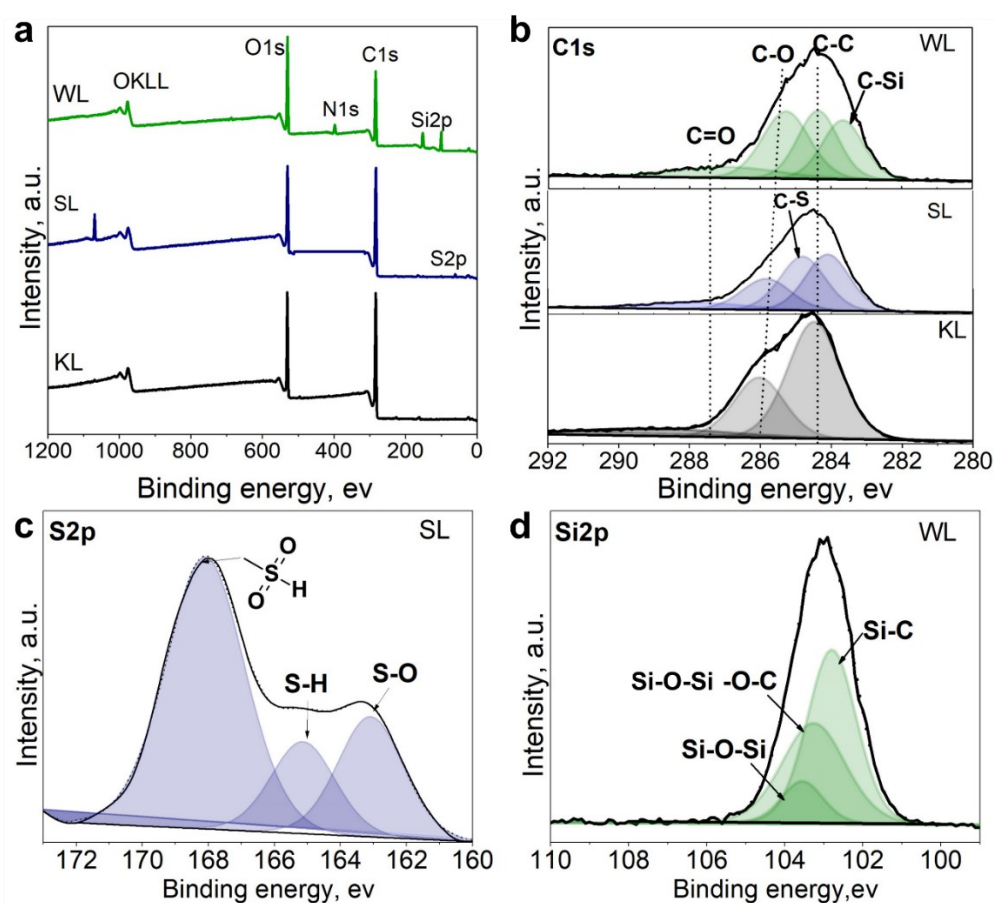 a
O1s
C1s
OKLL
WL
N1s
Si2p
SL
S2p
KL
Intensity, a.u.
1200 1000 800 600 400 200 0
Binding energy, ev
b
C1s
C-O C-C
WL
C-Si
C=O
C-S
SL
KL
Intensity, a.u.
292 290 288 286 284 282 280
Binding energy, ev
c
S2p
SL
O
S
H
O
S-H
S-O
Intensity, a.u.
172 170 168 165 163 160
Binding energy, ev
d
Si2p
WL
Si-C
Si-O-Si -O-C
Si-O-Si
Intensity, a.u.
110 108 106 104 102 100
Binding energy,ev